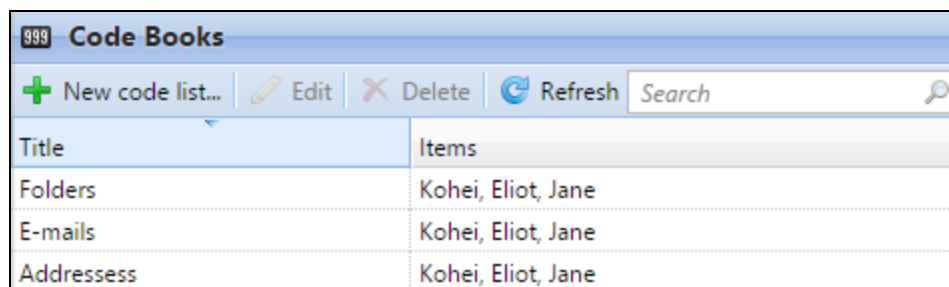 999 Code Books
New code list... Edit Delete Refresh Search
Title Items
Folders Kohei, Eliot, Jane
E-mails Kohei, Eliot, Jane
Addressess Kohei, Eliot, Jane